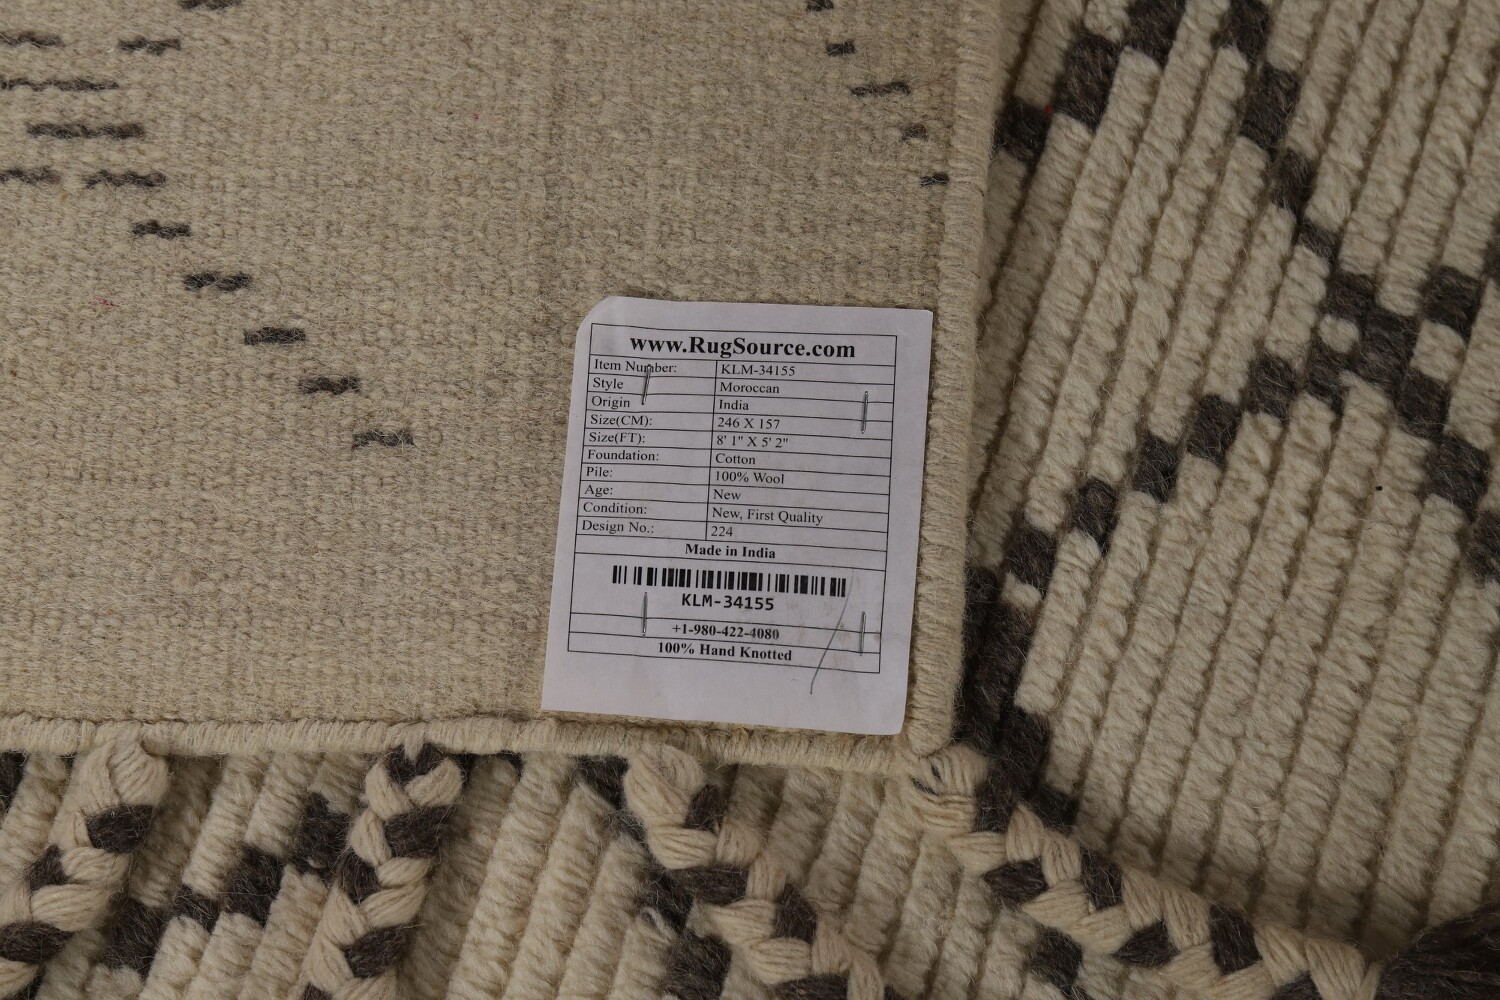 www.RugSource.com
Item Number: KLM-34155
Style Moroccan
Origin India
Size(CM): 246 X 157
Size(FT): 8' 1" X 5' 2"
Foundation: Cotton
Pile: 100% Wool
Age: New
Condition: New, First Quality
Design No.: 224
Made in India
KLM-34155
+1-980-422-4080
100% Hand Knotted